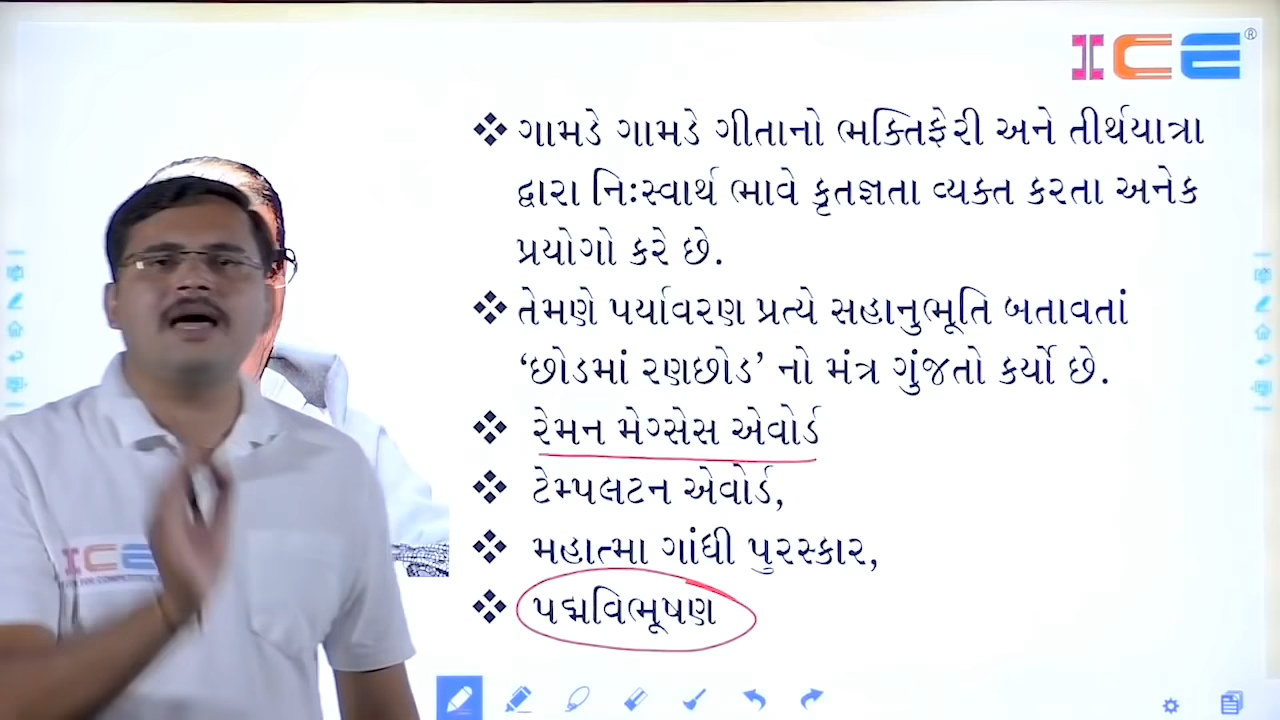 ICE®
❖ ગામડે ગામડે ગીતાનો ભક્તિફેરી અને તીર્થયાત્રા
દ્વારા નિઃસ્વાર્થ ભાવે કૃતજ્ઞતા વ્યક્ત કરતા અનેક
પ્રયોગો કરે છે.
❖ તેમણે પર્યાવરણ પ્રત્યે સહાનુભૂતિ બતાવતાં
‘છોડમાં રણછોડ’ નો મંત્ર ગુંજતો કર્યો છે.
❖ રેમન મેગ્સેસ એવોર્ડ
❖ ટેમ્પલટન એવોર્ડ,
❖ મહાત્મા ગાંધી પુરસ્કાર,
❖ પદ્મવિભૂષણ
ICE